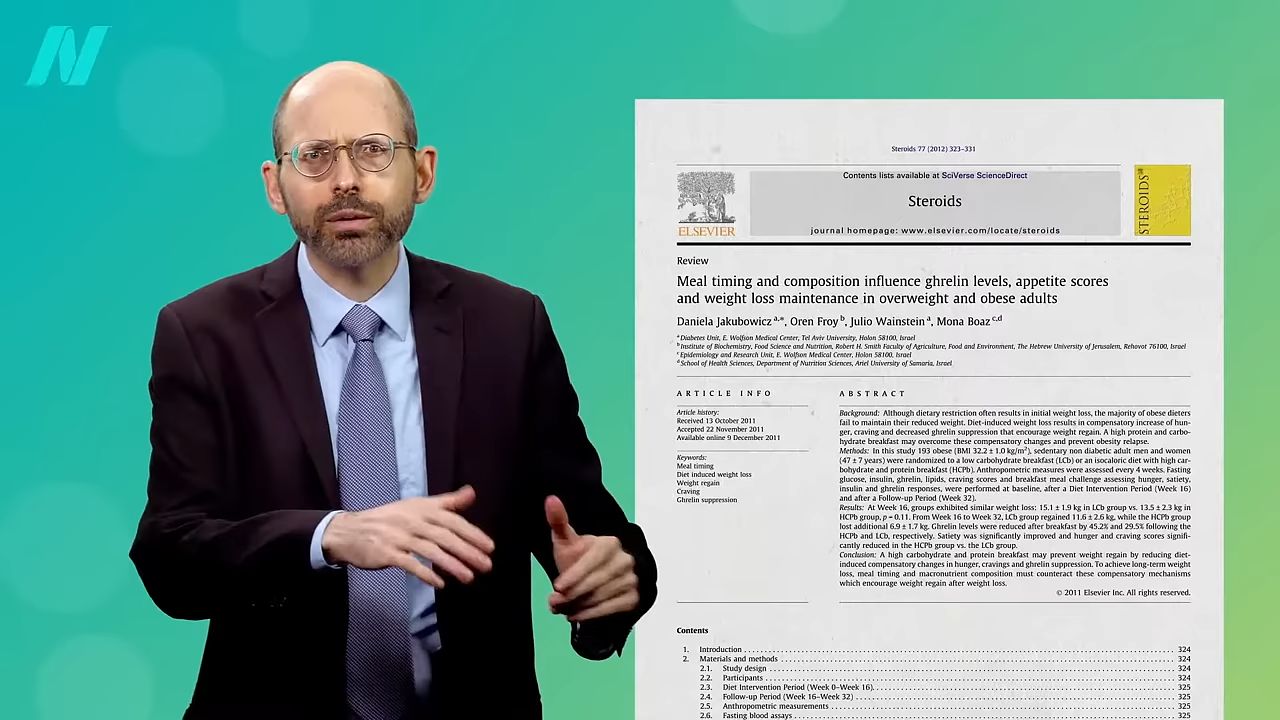 N
Steroids 77 (2012) 323–331
Contents lists available at SciVerse ScienceDirect
Steroids
journal homepage: www.elsevier.com/locate/steroids
ELSEVIER
STEROIDS
Review
Meal timing and composition influence ghrelin levels, appetite scores
and weight loss maintenance in overweight and obese adults
Daniela Jakubowicz a,*, Oren Froy b, Julio Wainstein a, Mona Boaz c,d
a Diabetes Unit, E. Wolfson Medical Center, Tel Aviv University, Holon 58100, Israel
b Institute of Biochemistry, Food Science and Nutrition, Robert H. Smith Faculty of Agriculture, Food and Environment, The Hebrew University of Jerusalem, Rehovot 76100, Israel
c Epidemiology and Research Unit, E. Wolfson Medical Center, Holon 58100, Israel
d School of Health Sciences, Department of Nutrition Sciences, Ariel University of Samaria, Israel
ARTICLE INFO
Article history:
Received 13 October 2011
Accepted 22 November 2011
Available online 9 December 2011
Keywords:
Meal timing
Diet induced weight loss
Weight regain
Craving
Ghrelin suppression
ABSTRACT
Background: Although dietary restriction often results in initial weight loss, the majority of obese dieters
fail to maintain their reduced weight. Diet-induced weight loss results in compensatory increase of hun-
ger, craving and decreased ghrelin suppression that encourage weight regain. A high protein and carbo-
hydrate breakfast may overcome these compensatory changes and prevent obesity relapse.
Methods: In this study 193 obese (BMI 32.2 ± 1.0 kg/m²), sedentary non diabetic adult men and women
(47 ± 7 years) were randomized to a low carbohydrate breakfast (LCb) or an isocaloric diet with high car-
bohydrate and protein breakfast (HCPb). Anthropometric measures were assessed every 4 weeks. Fasting
glucose, insulin, ghrelin, lipids, craving scores and breakfast meal challenge assessing hunger, satiety,
insulin and ghrelin responses, were performed at baseline, after a Diet Intervention Period (Week 16)
and after a Follow-up Period (Week 32).
Results: At Week 16, groups exhibited similar weight loss: 15.1 ± 1.9 kg in LCb group vs. 13.5 ± 2.3 kg in
HCPb group, p = 0.11. From Week 16 to Week 32, LCb group regained 11.6 ± 2.6 kg, while the HCPb group
lost additional 6.9 ± 1.7 kg. Ghrelin levels were reduced after breakfast by 45.2% and 29.5% following the
HCPb and LCb, respectively. Satiety was significantly improved and hunger and craving scores signifi-
cantly reduced in the HCPb group vs. the LCb group.
Conclusion: A high carbohydrate and protein breakfast may prevent weight regain by reducing diet-
induced compensatory changes in hunger, cravings and ghrelin suppression. To achieve long-term weight
loss, meal timing and macronutrient composition must counteract these compensatory mechanisms
which encourage weight regain after weight loss.
© 2011 Elsevier Inc. All rights reserved.
Contents
1. Introduction 324
2. Materials and methods 324
2.1. Study design 324
2.2. Participants 324
2.3. Diet Intervention Period (Week 0–Week 16) 325
2.4. Follow-up Period (Week 16–Week 32) 325
2.5. Anthropometric measurements 325
2.6. Fasting blood assays 325